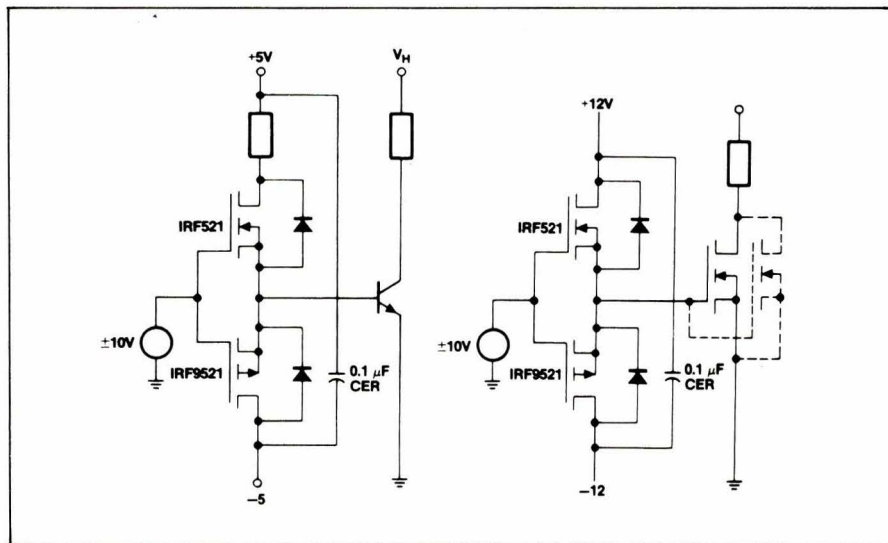 +5V
V_H
IRF521
±10V
IRF9521
0.1 µF
CER
−5
+12V
IRF521
±10V
IRF9521
0.1 µF
CER
−12